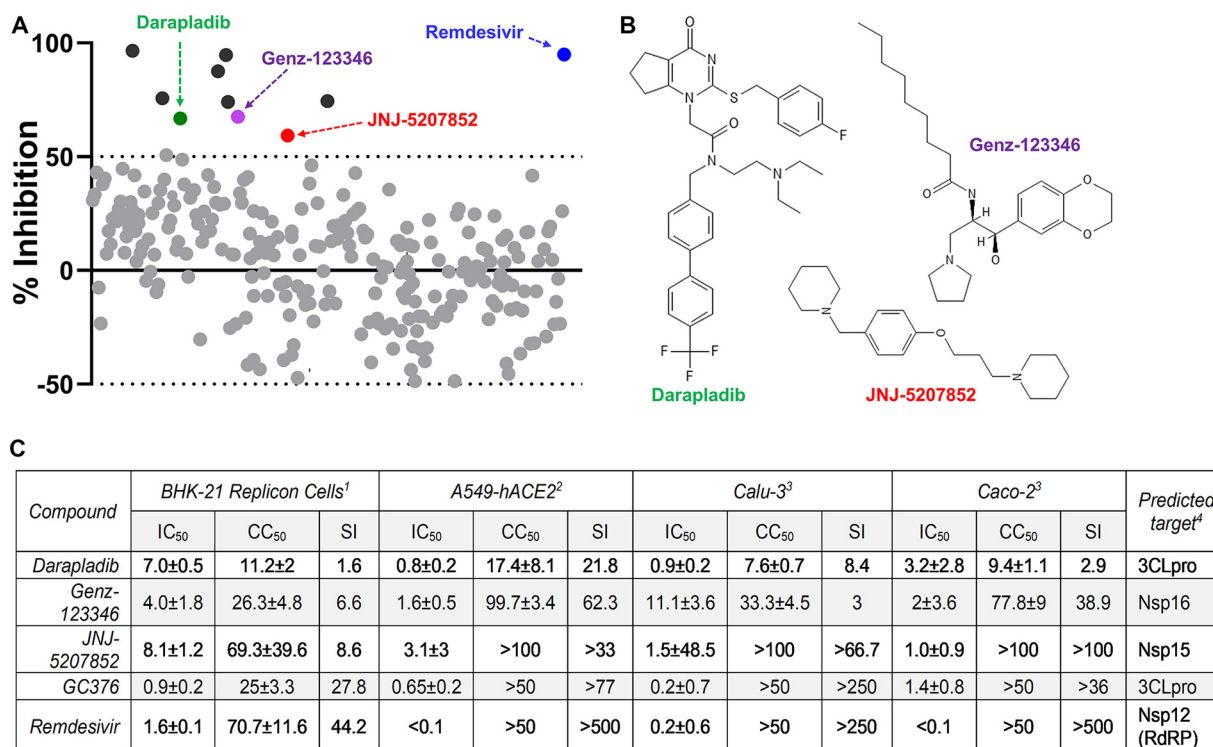 A
Darapladib
Remdesivir
Genz-123346
JNJ-5207852
100
50
0
-50
% Inhibition
B
O
N
N
S
F
O
N
N
F F
F
Darapladib
Genz-123346
O
N
H
H
O
O
N
O
N
O
N
JNJ-5207852
C
Compound BHK-21 Replicon Cells¹ A549-hACE2² Calu-3³ Caco-2³ Predicted target⁴
IC₅₀ CC₅₀ SI IC₅₀ CC₅₀ SI IC₅₀ CC₅₀ SI IC₅₀ CC₅₀ SI
Darapladib 7.0±0.5 11.2±2 1.6 0.8±0.2 17.4±8.1 21.8 0.9±0.2 7.6±0.7 8.4 3.2±2.8 9.4±1.1 2.9 3CLpro
Genz-123346 4.0±1.8 26.3±4.8 6.6 1.6±0.5 99.7±3.4 62.3 11.1±3.6 33.3±4.5 3 2±3.6 77.8±9 38.9 Nsp16
JNJ-5207852 8.1±1.2 69.3±39.6 8.6 3.1±3 >100 >33 1.5±48.5 >100 >66.7 1.0±0.9 >100 >100 Nsp15
GC376 0.9±0.2 25±3.3 27.8 0.65±0.2 >50 >77 0.2±0.7 >50 >250 1.4±0.8 >50 >36 3CLpro
Remdesivir 1.6±0.1 70.7±11.6 44.2 <0.1 >50 >500 0.2±0.6 >50 >250 <0.1 >50 >500 Nsp12 (RdRP)